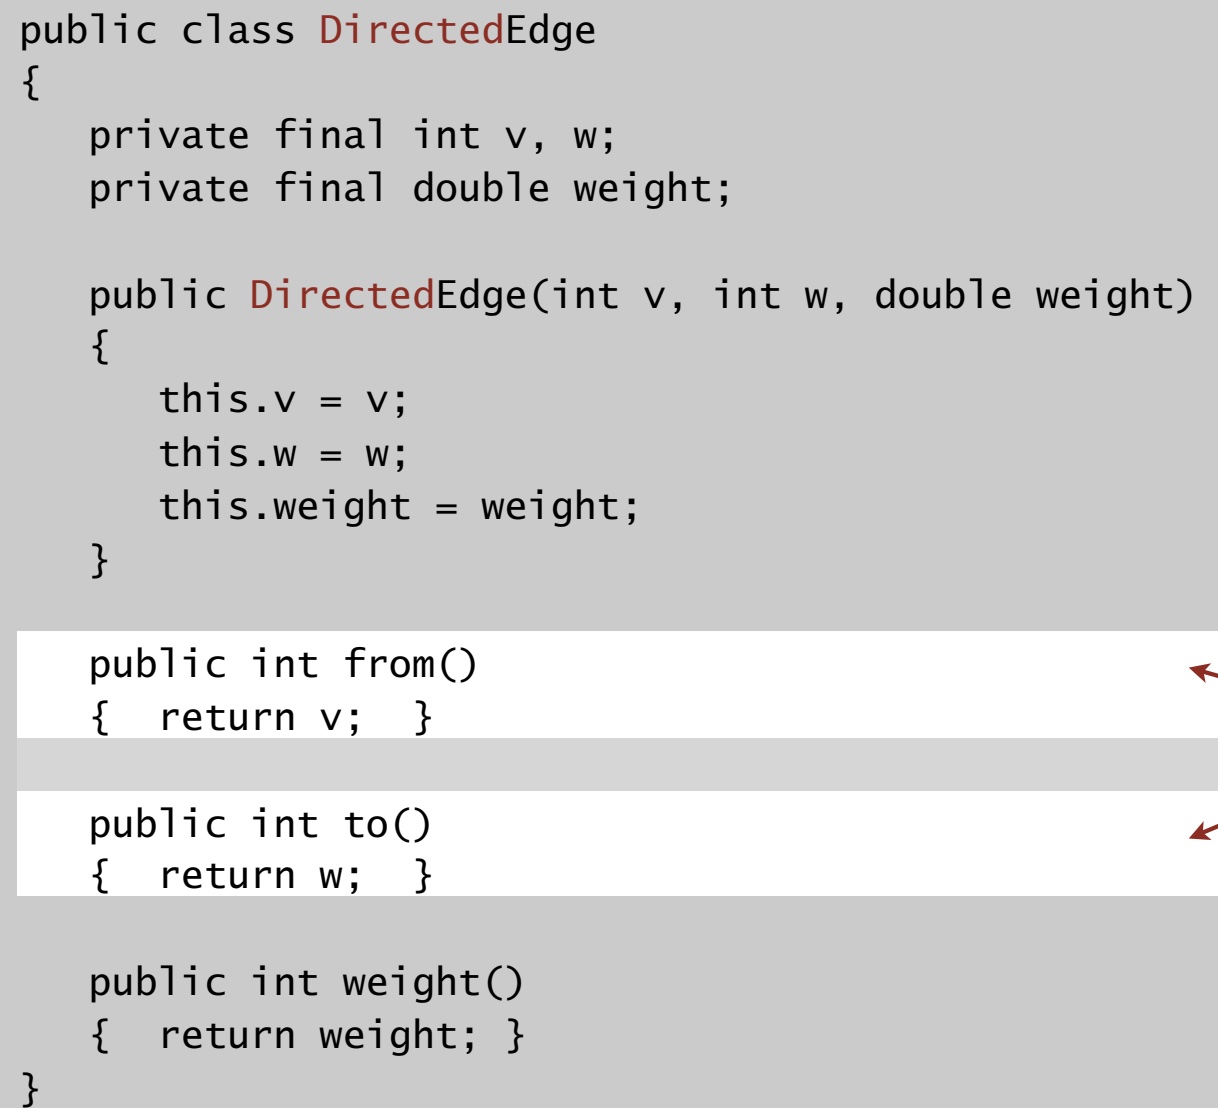 public class DirectedEdge
{
   private final int v, w;
   private final double weight;

   public DirectedEdge(int v, int w, double weight)
   {
      this.v = v;
      this.w = w;
      this.weight = weight;
   }

   public int from()
   {  return v;  }

   public int to()
   {  return w;  }

   public int weight()
   {  return weight; }
}